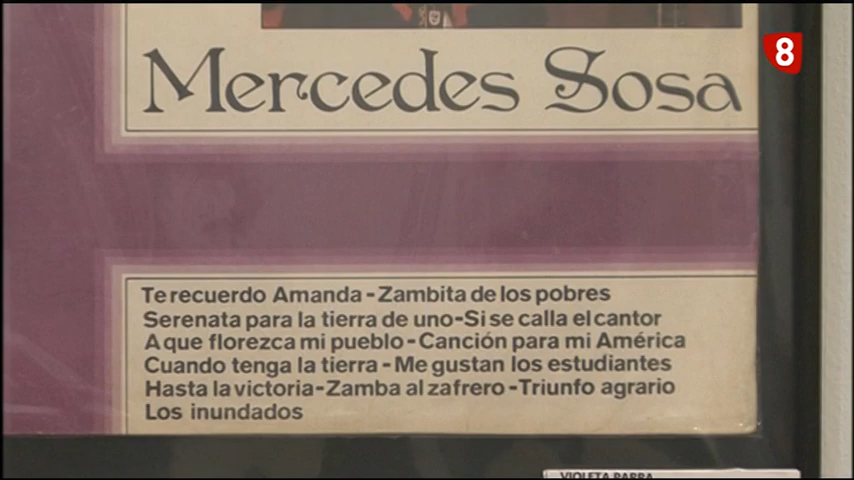 8
Mercedes Sosa
Te recuerdo Amanda - Zambita de los pobres
Serenata para la tierra de uno - Si se calla el cantor
A que florezca mi pueblo - Canción para mi América
Cuando tenga la tierra - Me gustan los estudiantes
Hasta la victoria - Zamba al zafrero - Triunfo agrario
Los inundados
VIOLETA PARRA